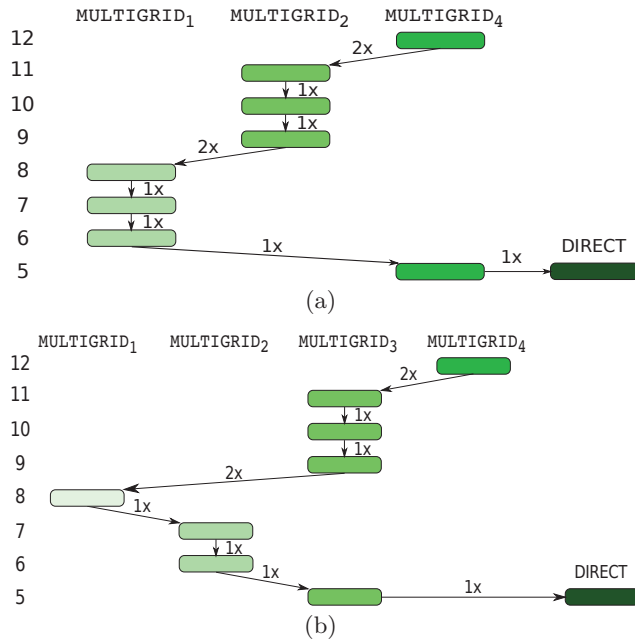 MULTIGRID1 MULTIGRID2 MULTIGRID4
12
2x
11
1x
10
1x
9
2x
8
1x
7
1x
6
1x 1x DIRECT
5
(a)
MULTIGRID1 MULTIGRID2 MULTIGRID3 MULTIGRID4
12
2x
11
1x
10
1x
9
2x
8
1x
7
1x
6
1x 1x DIRECT
5
(b)